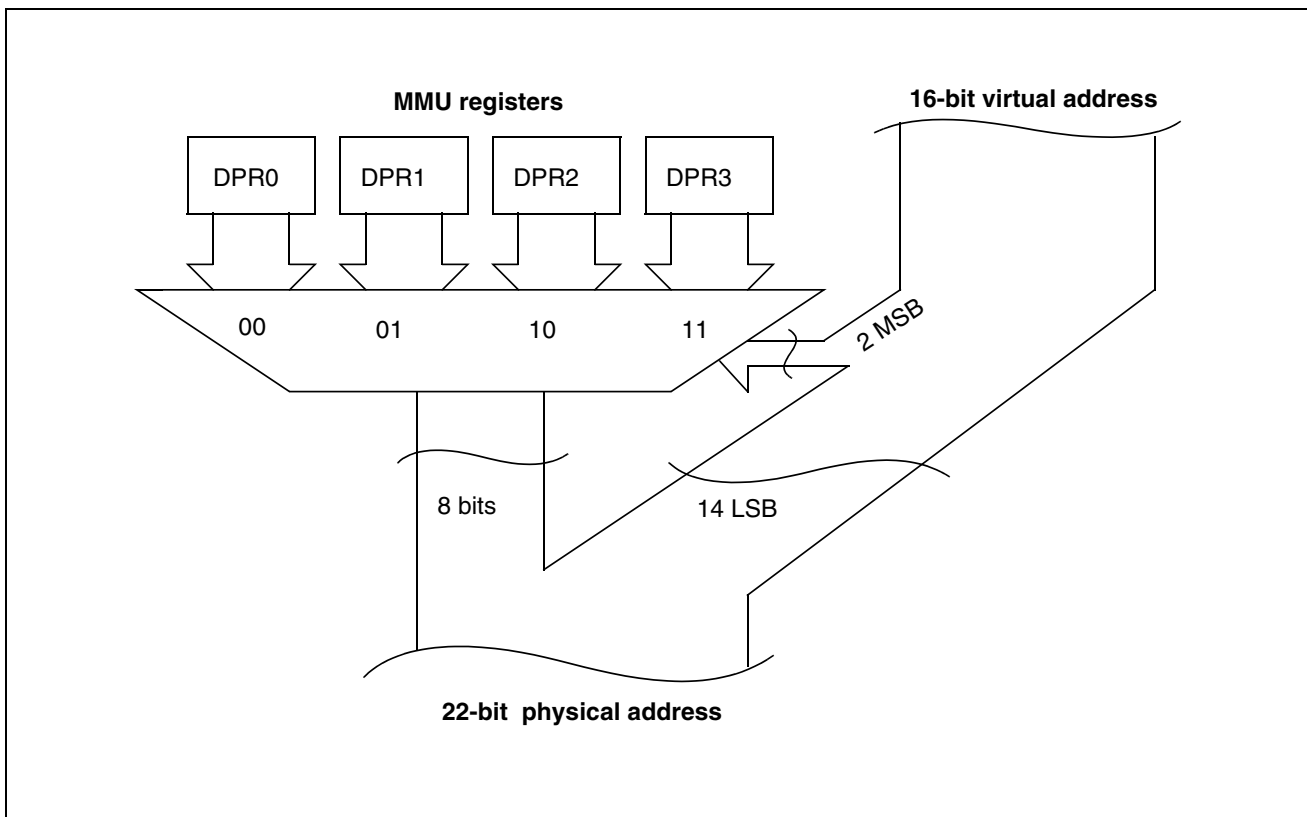 MMU registers
16-bit virtual address
DPR0 DPR1 DPR2 DPR3
00 01 10 11
2 MSB
8 bits
14 LSB
22-bit physical address